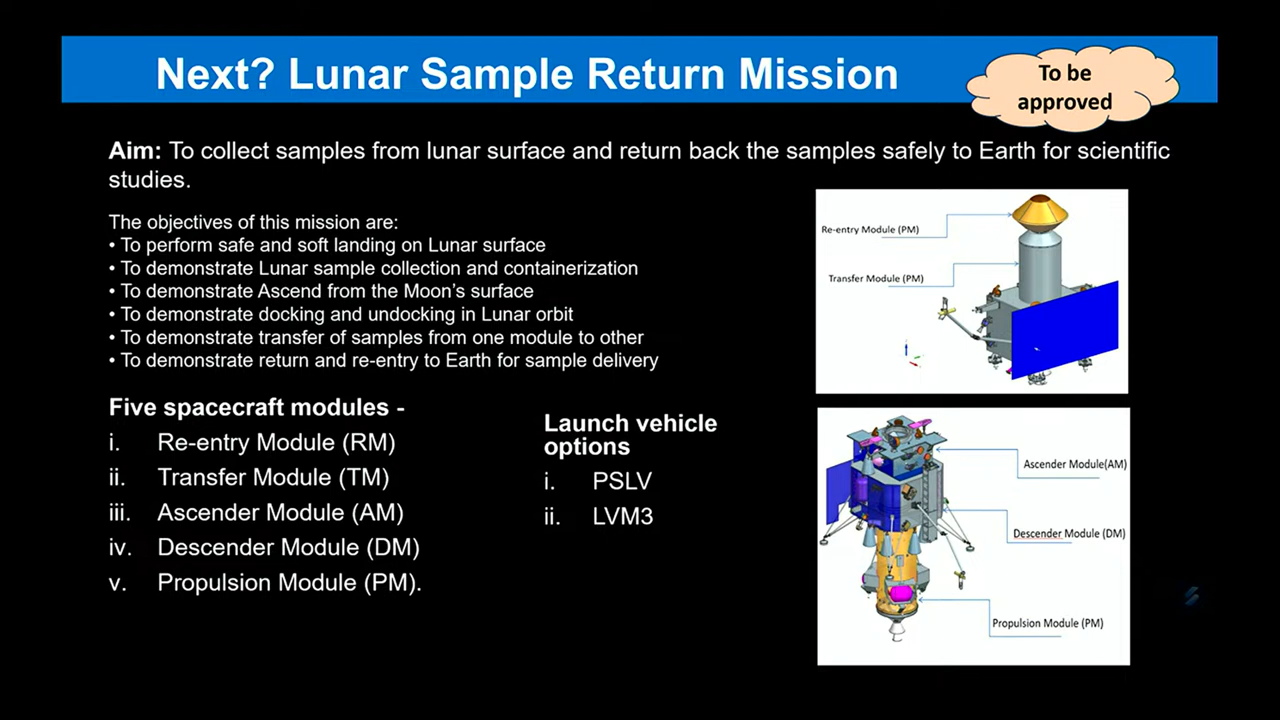 Next? Lunar Sample Return Mission
To be
approved
Aim: To collect samples from lunar surface and return back the samples safely to Earth for scientific
studies.
The objectives of this mission are:
• To perform safe and soft landing on Lunar surface
• To demonstrate Lunar sample collection and containerization
• To demonstrate Ascend from the Moon's surface
• To demonstrate docking and undocking in Lunar orbit
• To demonstrate transfer of samples from one module to other
• To demonstrate return and re-entry to Earth for sample delivery
Five spacecraft modules -
i. Re-entry Module (RM)
ii. Transfer Module (TM)
iii. Ascender Module (AM)
iv. Descender Module (DM)
v. Propulsion Module (PM).
Launch vehicle
options
i. PSLV
ii. LVM3
Re-entry Module (PM)
Transfer Module (PM)
Ascender Module(AM)
Descender Module (DM)
Propulsion Module (PM)